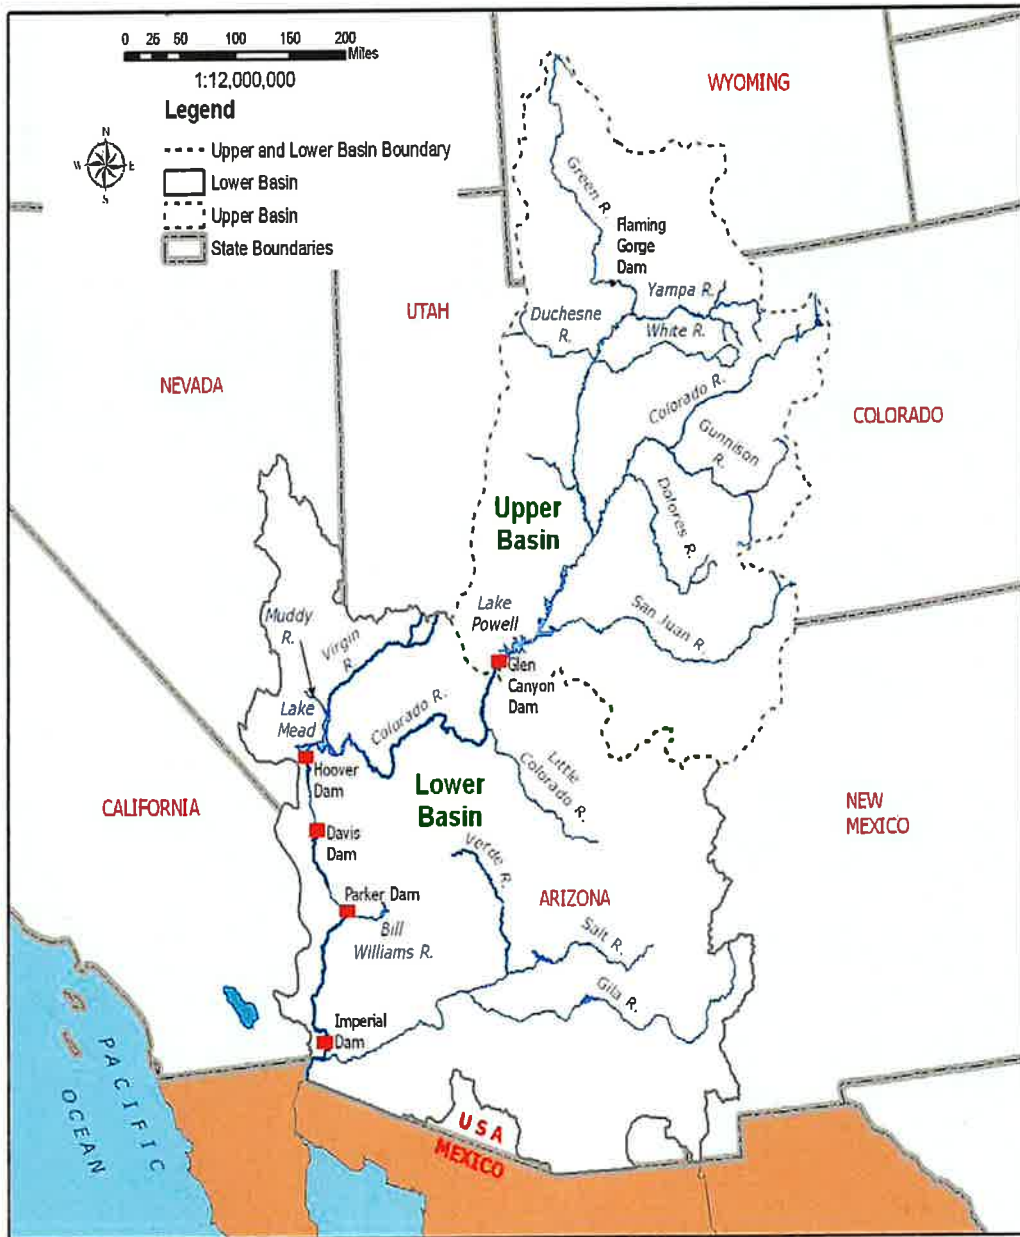 0 25 50 100 150 200
Miles
1:12,000,000
Legend
N
W E
S
Upper and Lower Basin Boundary
Lower Basin
Upper Basin
State Boundaries
WYOMING
Green R.
Flaming
Gorge
Dam
UTAH
Duchesne
R.
Yampa R.
White R.
NEVADA
Colorado R.
COLORADO
Gunnison
R.
Dolores R.
Upper
Basin
Lake
Powell
San Juan R.
Muddy
R.
Virgin
R.
Glen
Canyon
Dam
Lake
Mead
Colorado R.
Little
Colorado R.
Hoover
Dam
Lower
Basin
CALIFORNIA
NEW
MEXICO
Davis
Dam
Verde R.
Parker Dam
ARIZONA
Bill
Williams R.
Salt R.
Gila R.
Imperial
Dam
PACIFIC
OCEAN
USA
MEXICO